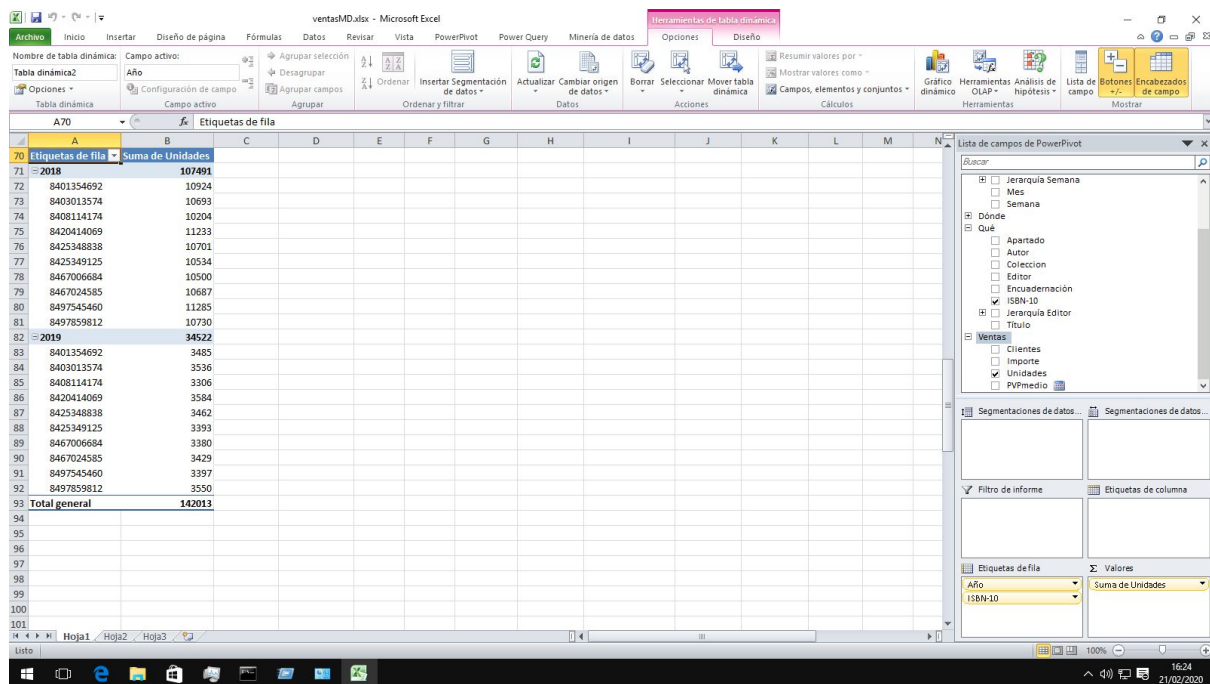 ventasMD.xlsx - Microsoft Excel
Herramientas de tabla dinámica
Archivo Inicio Insertar Diseño de página Fórmulas Datos Revisar Vista PowerPivot Power Query Minería de datos Opciones Diseño
Nombre de tabla dinámica: Campo activo: Agrupar selección Resumir valores por
Tabla dinámica2 Año Desagrupar Ordenar Insertar Segmentación de datos Actualizar Cambiar origen de datos Borrar Seleccionar Mover tabla dinámica Mostrar valores como Gráfico dinámico Herramientas OLAP Análisis de hipótesis Lista de campo Botones +/- Encabezados de campo
Opciones Configuración de campo Agrupar campos Campos, elementos y conjuntos
Tabla dinámica Campo activo Agrupar Ordenar y filtrar Datos Acciones Cálculos Herramientas Mostrar
A70 fx Etiquetas de fila
A B C D E F G H I J K L M N
70 Etiquetas de fila Suma de Unidades
71 2018 107491
72 8401354692 10924
73 8403013574 10693
74 8408114174 10204
75 8420414069 11233
76 8425348838 10701
77 8425349125 10534
78 8467006684 10500
79 8467024585 10687
80 8497545460 11285
81 8497859812 10730
82 2019 34522
83 8401354692 3485
84 8403013574 3536
85 8408114174 3306
86 8420414069 3584
87 8425348838 3462
88 8425349125 3393
89 8467006684 3380
90 8467024585 3429
91 8497545460 3397
92 8497859812 3550
93 Total general 142013
94
95
96
97
98
99
100
101
Lista de campos de PowerPivot
Buscar
Jerarquía Semana
Mes
Semana
Dónde
Qué
Apartado
Autor
Coleccion
Editor
Encuadernación
ISBN-10
Jerarquía Editor
Título
Ventas
Clientes
Importe
Unidades
PVPmedio
Segmentaciones de datos... Segmentaciones de datos...
Filtro de informe Etiquetas de columna
Etiquetas de fila Σ Valores
Año Suma de Unidades
ISBN-10
Hoja1 Hoja2 Hoja3
Listo 100%
16:24
21/02/2020